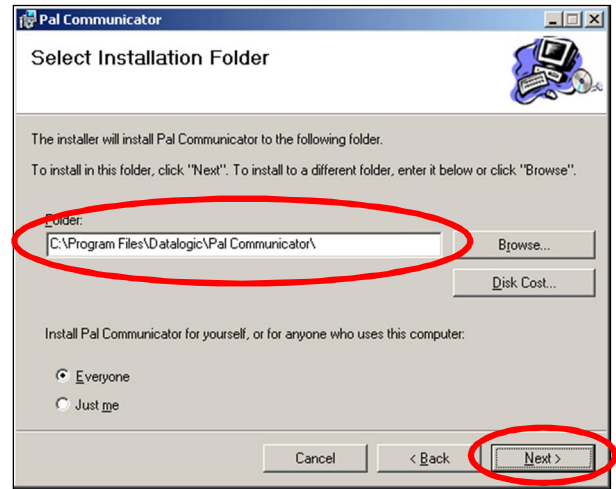 Pal Communicator
Select Installation Folder
The installer will install Pal Communicator to the following folder.
To install in this folder, click "Next". To install to a different folder, enter it below or click "Browse".
Folder:
C:\Program Files\Datalogic\Pal Communicator\
Browse...
Disk Cost...
Install Pal Communicator for yourself, or for anyone who uses this computer:
Everyone
Just me
Cancel
< Back
Next >